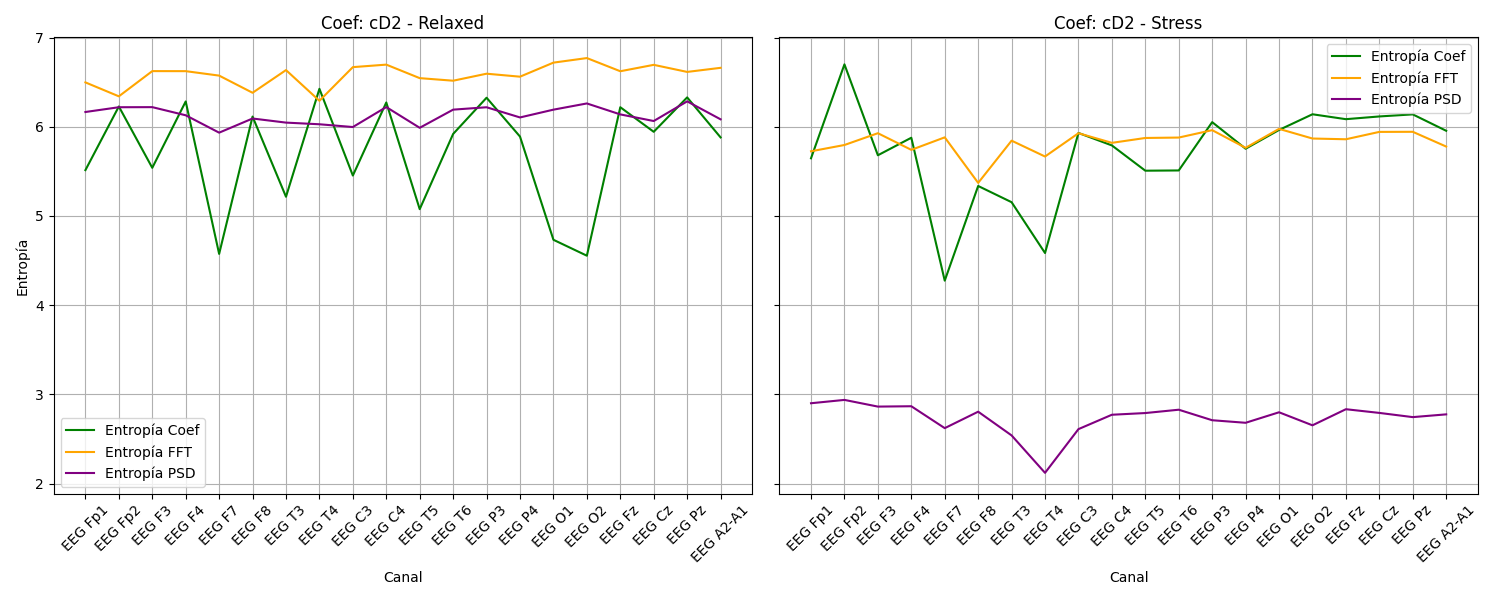 Coef: cD2 - Relaxed
Entropía
7
6
5
4
3
2
Entropía Coef
Entropía FFT
Entropía PSD
EEG Fp1
EEG Fp2
EEG F3
EEG F4
EEG F7
EEG F8
EEG T3
EEG T4
EEG C3
EEG C4
EEG T5
EEG T6
EEG P3
EEG P4
EEG O1
EEG O2
EEG Fz
EEG Cz
EEG Pz
EEG A2-A1
Canal
Coef: cD2 - Stress
Entropía Coef
Entropía FFT
Entropía PSD
EEG Fp1
EEG Fp2
EEG F3
EEG F4
EEG F7
EEG F8
EEG T3
EEG T4
EEG C3
EEG C4
EEG T5
EEG T6
EEG P3
EEG P4
EEG O1
EEG O2
EEG Fz
EEG Cz
EEG Pz
EEG A2-A1
Canal